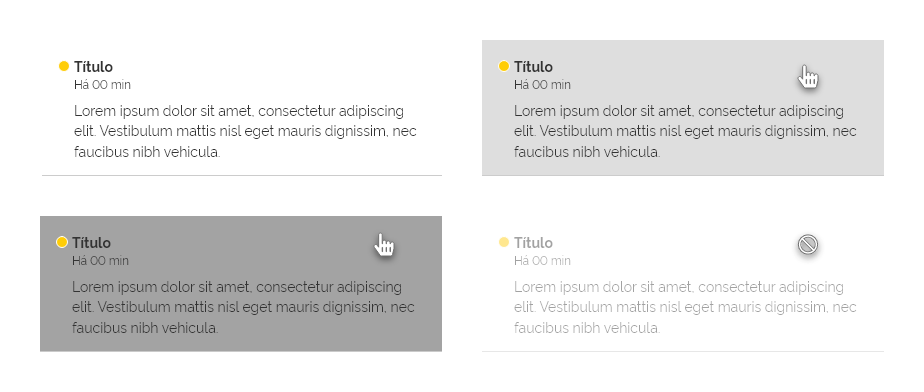 Título
Há 00 min
Lorem ipsum dolor sit amet, consectetur adipiscing
elit. Vestibulum mattis nisl eget mauris dignissim, nec
faucibus nibh vehicula.
Título
Há 00 min
Lorem ipsum dolor sit amet, consectetur adipiscing
elit. Vestibulum mattis nisl eget mauris dignissim, nec
faucibus nibh vehicula.
Título
Há 00 min
Lorem ipsum dolor sit amet, consectetur adipiscing
elit. Vestibulum mattis nisl eget mauris dignissim, nec
faucibus nibh vehicula.
Título
Há 00 min
Lorem ipsum dolor sit amet, consectetur adipiscing
elit. Vestibulum mattis nisl eget mauris dignissim, nec
faucibus nibh vehicula.